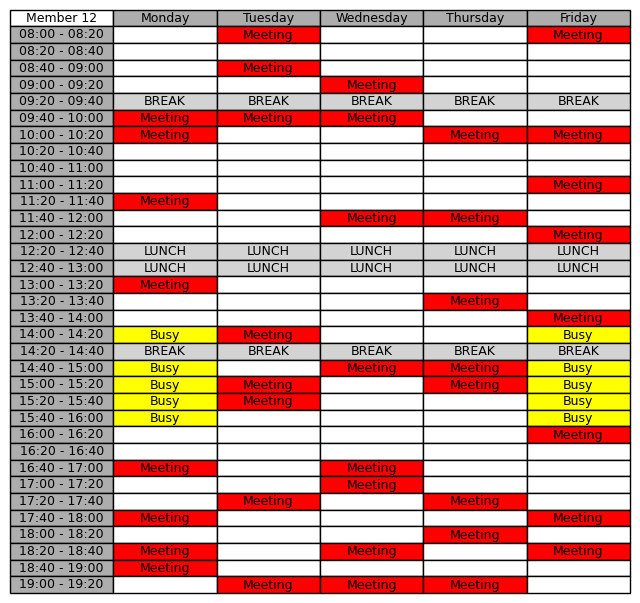 Member 12 Monday Tuesday Wednesday Thursday Friday
08:00 - 08:20 Meeting Meeting
08:20 - 08:40
08:40 - 09:00 Meeting
09:00 - 09:20 Meeting
09:20 - 09:40 BREAK BREAK BREAK BREAK BREAK
09:40 - 10:00 Meeting Meeting Meeting
10:00 - 10:20 Meeting Meeting Meeting
10:20 - 10:40
10:40 - 11:00
11:00 - 11:20 Meeting
11:20 - 11:40 Meeting
11:40 - 12:00 Meeting Meeting
12:00 - 12:20 Meeting
12:20 - 12:40 LUNCH LUNCH LUNCH LUNCH LUNCH
12:40 - 13:00 LUNCH LUNCH LUNCH LUNCH LUNCH
13:00 - 13:20 Meeting
13:20 - 13:40 Meeting
13:40 - 14:00 Meeting
14:00 - 14:20 Busy Meeting Busy
14:20 - 14:40 BREAK BREAK BREAK BREAK BREAK
14:40 - 15:00 Busy Meeting Meeting Busy
15:00 - 15:20 Busy Meeting Meeting Busy
15:20 - 15:40 Busy Meeting Busy
15:40 - 16:00 Busy Busy
16:00 - 16:20 Meeting
16:20 - 16:40
16:40 - 17:00 Meeting Meeting
17:00 - 17:20 Meeting
17:20 - 17:40 Meeting Meeting
17:40 - 18:00 Meeting Meeting
18:00 - 18:20 Meeting
18:20 - 18:40 Meeting Meeting Meeting
18:40 - 19:00 Meeting
19:00 - 19:20 Meeting Meeting Meeting